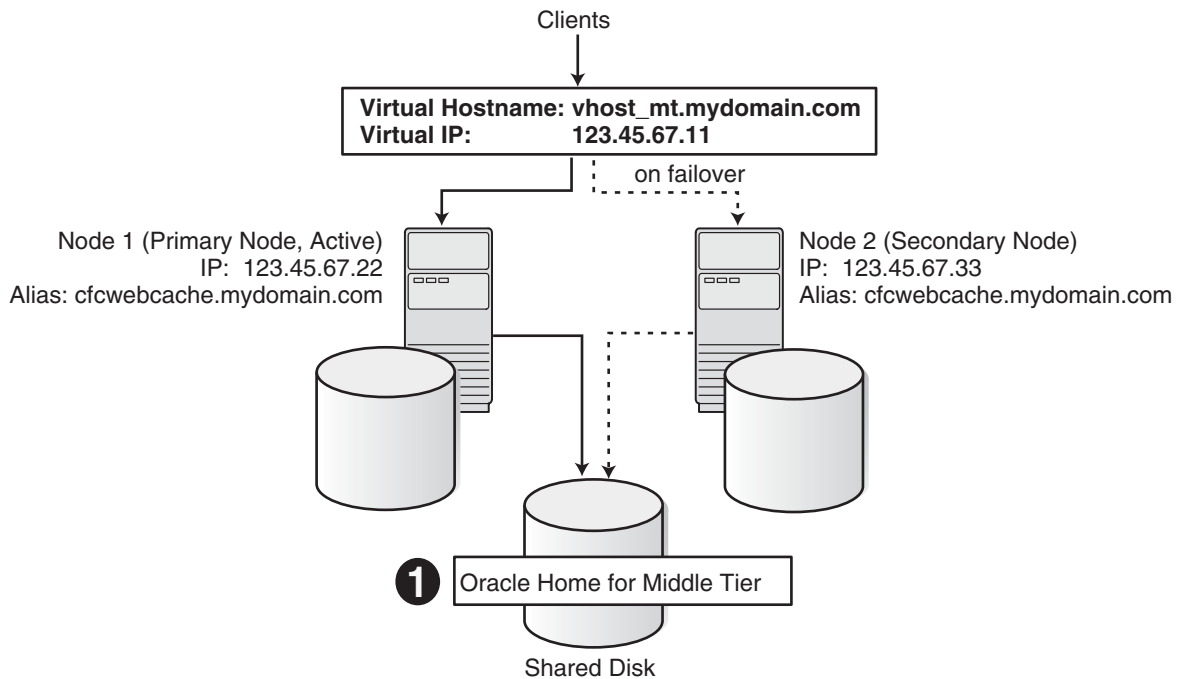 Clients
Virtual Hostname: vhost_mt.mydomain.com
Virtual IP: 123.45.67.11
on failover
Node 1 (Primary Node, Active)
IP: 123.45.67.22
Alias: cfcwebcache.mydomain.com
Node 2 (Secondary Node)
IP: 123.45.67.33
Alias: cfcwebcache.mydomain.com
1 Oracle Home for Middle Tier
Shared Disk